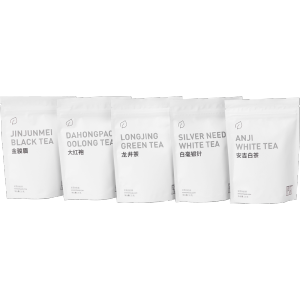 JINJUNMEI
BLACK TEA
金骏眉
DAHONGPAO
OOLONG TEA
大红袍
LONGJING
GREEN TEA
龙井茶
SILVER NEED
WHITE TEA
白毫银针
ANJI
WHITE TEA
安吉白茶